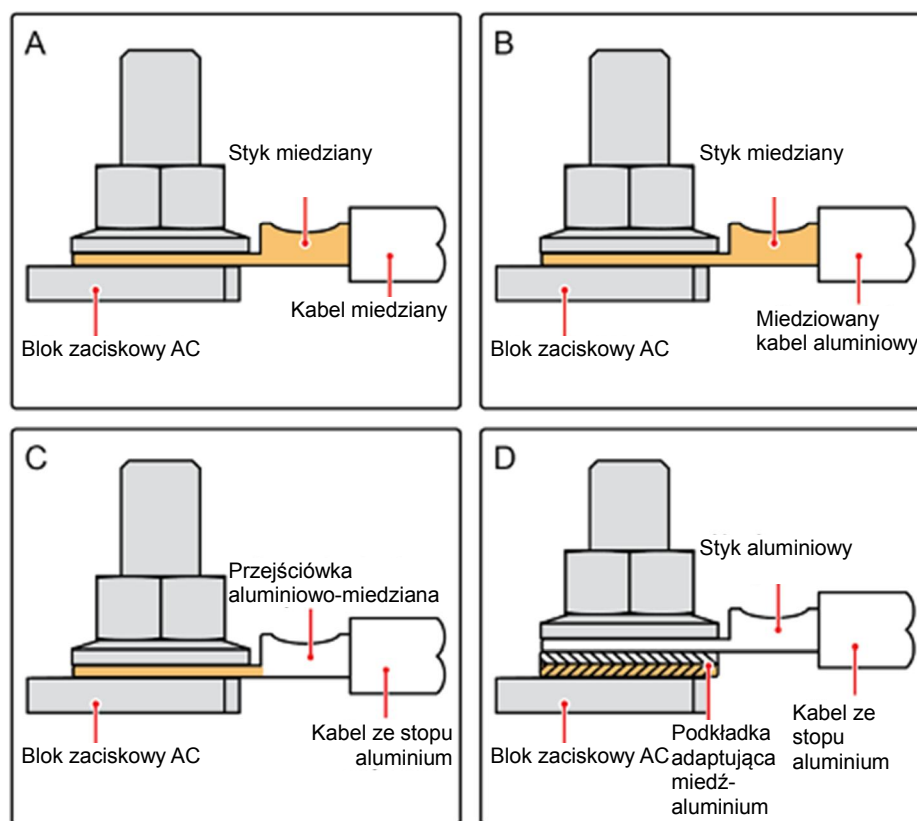 A
Styk miedziany
Kabel miedziany
Blok zaciskowy AC
B
Styk miedziany
Miedziowany
kabel aluminiowy
Blok zaciskowy AC
C
Przejściówka
aluminiowo-miedziana
Blok zaciskowy AC
Kabel ze stopu
aluminium
D
Styk aluminiowy
Blok zaciskowy AC
Podkładka
adaptująca
miedź-
aluminium
Kabel ze
stopu
aluminium